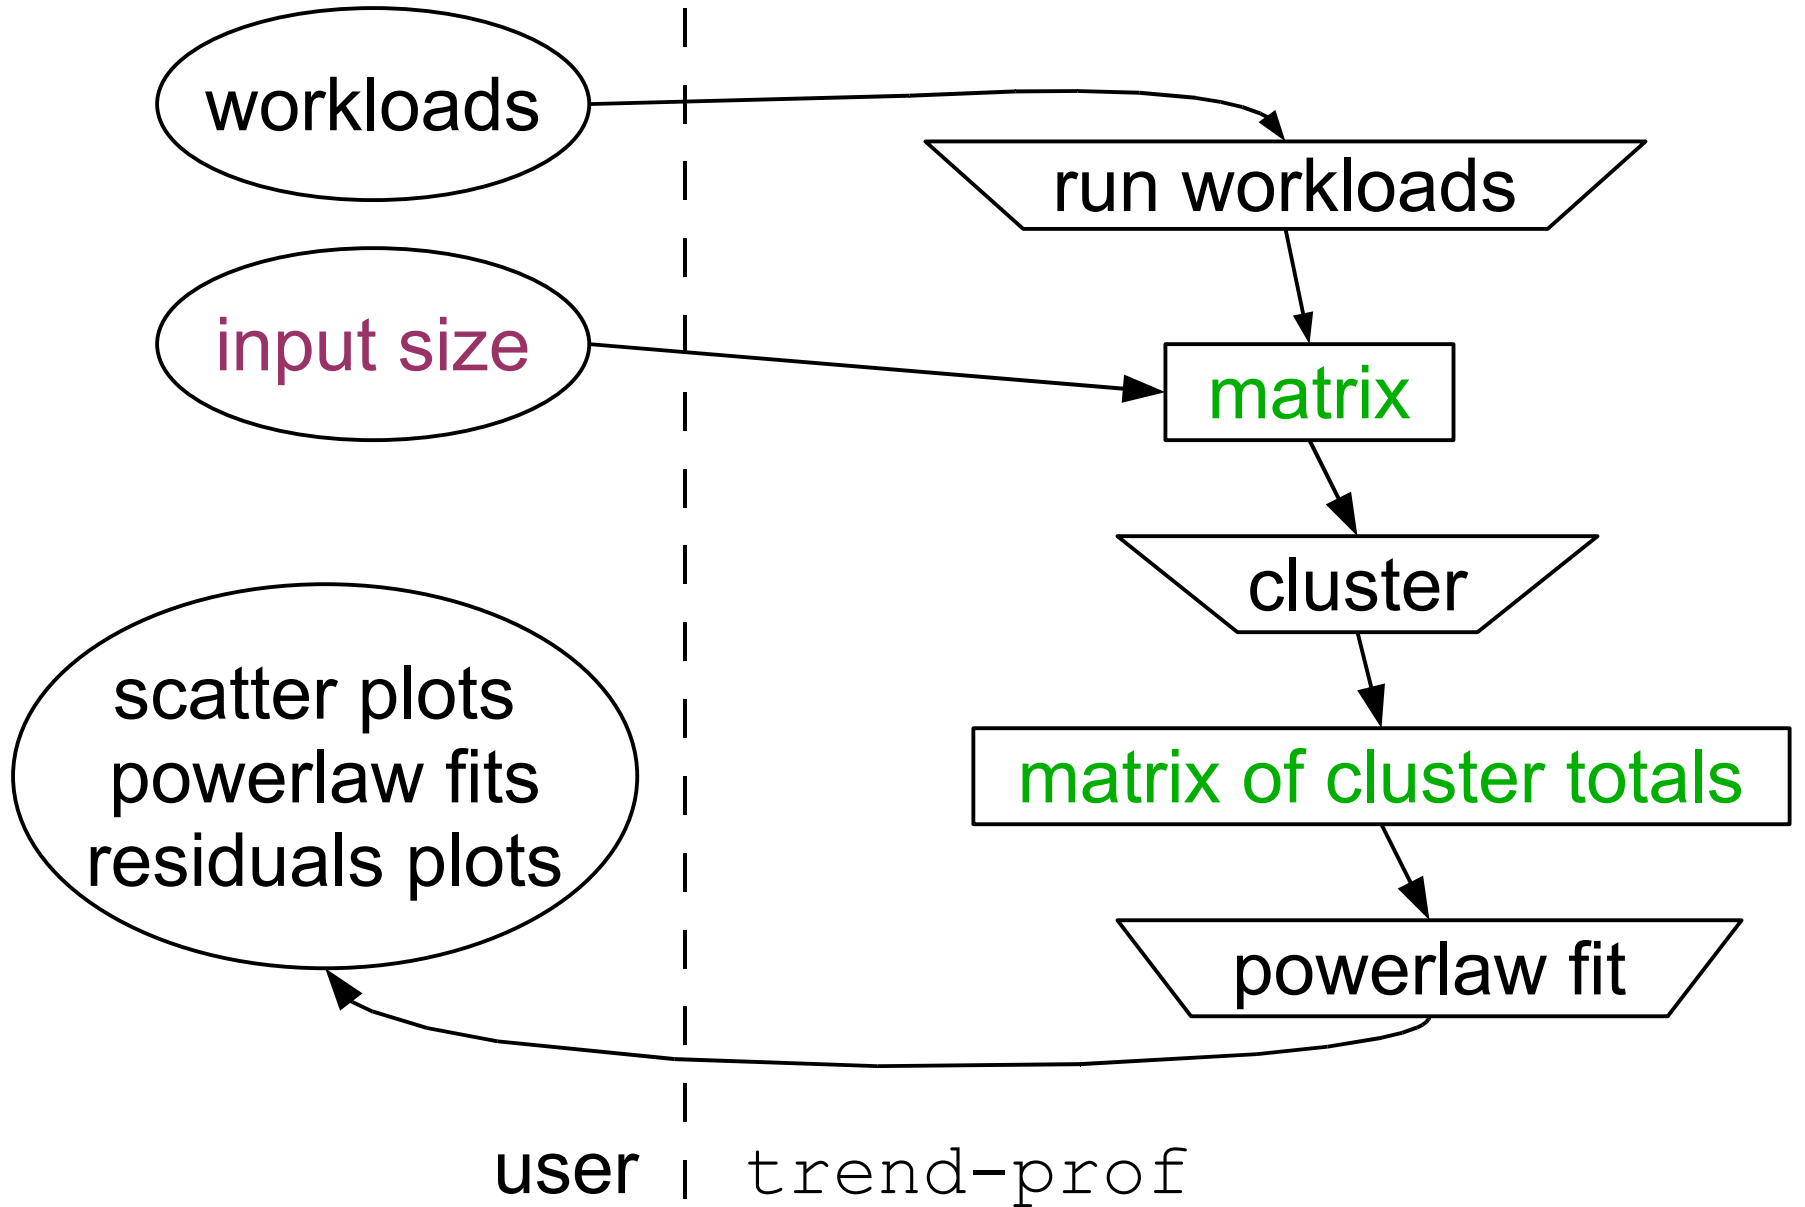 workloads
run workloads
input size
matrix
cluster
scatter plots
powerlaw fits
residuals plots
matrix of cluster totals
powerlaw fit
user
trend-prof